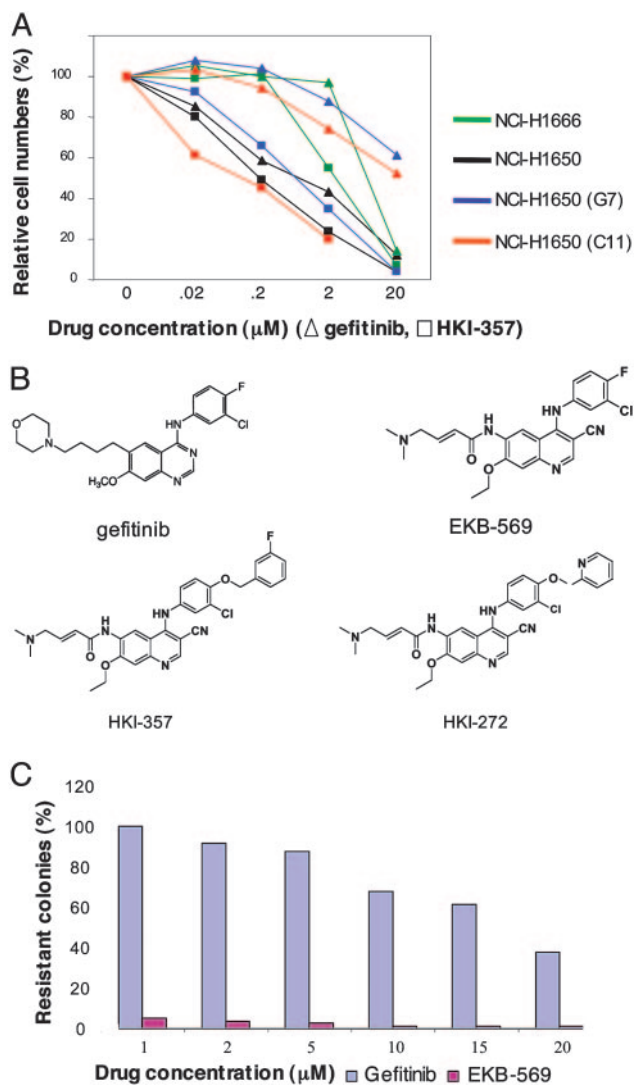 A
Relative cell numbers (%)
100
80
60
40
20
0
0 .02 .2 2 20
Drug concentration (μM) (△ gefitinib, □ HKI-357)
NCI-H1666
NCI-H1650
NCI-H1650 (G7)
NCI-H1650 (C11)
B
O
N
H₃CO
HN
F
Cl
N
N
gefitinib
N
O
HN
O
HN
F
Cl
CN
N
EKB-569
N
O
HN
O
HN
F
O
Cl
CN
N
HKI-357
N
O
HN
O
HN
N
O
Cl
CN
N
HKI-272
C
Resistant colonies (%)
120
100
80
60
40
20
0
1 2 5 10 15 20
Drug concentration (μM) Gefitinib EKB-569